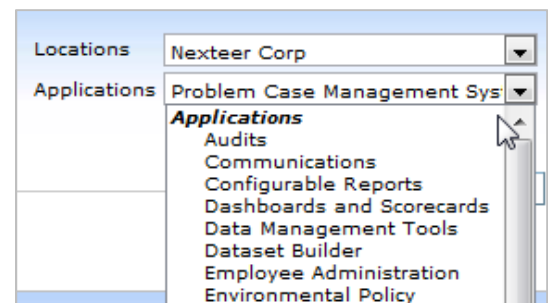 Locations Nexteer Corp
Applications Problem Case Management Sys
Applications
Audits
Communications
Configurable Reports
Dashboards and Scorecards
Data Management Tools
Dataset Builder
Employee Administration
Environmental Policy